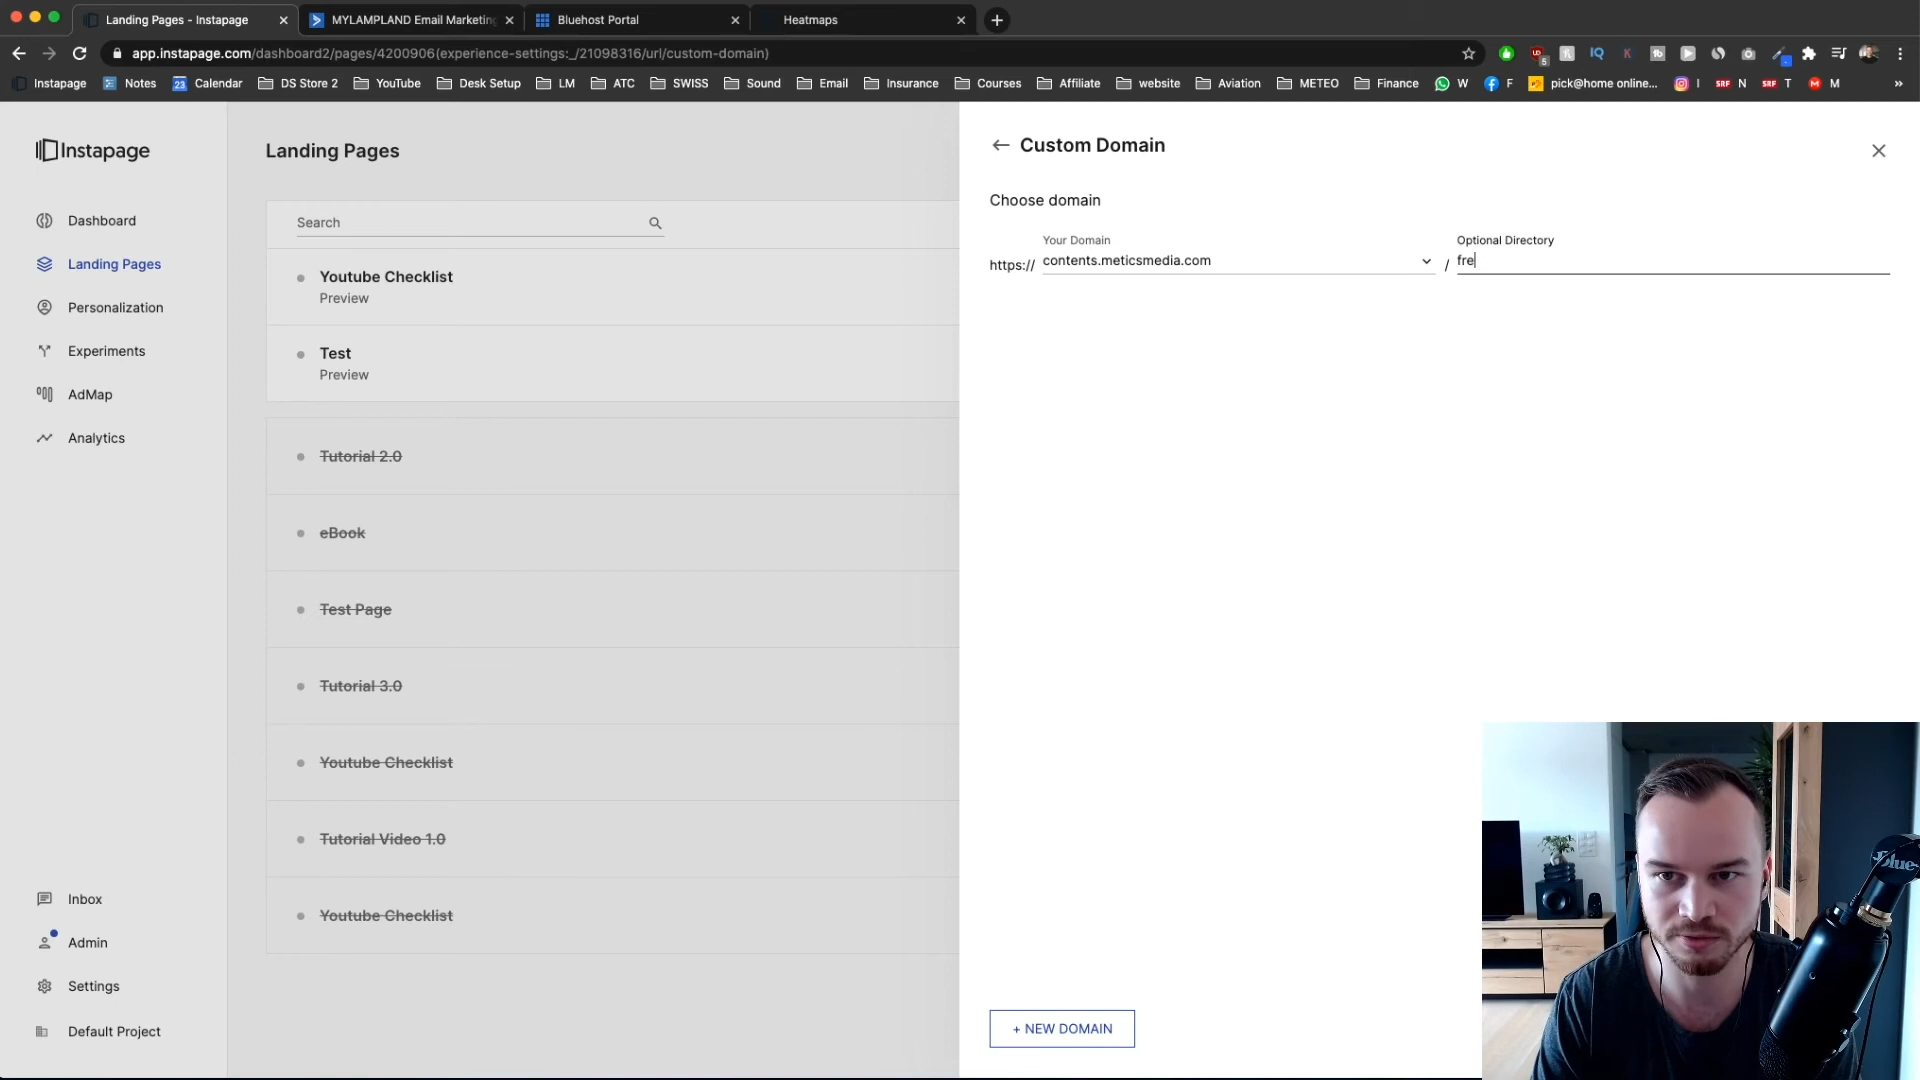 Landing Pages - Instapage
MYLAMPLAND Email Marketing
Bluehost Portal
Heatmaps
app.instapage.com/dashboard2/pages/4200906(experience-settings:_/21098316/url/custom-domain)
Instapage
Notes
Calendar
DS Store 2
YouTube
Desk Setup
LM
ATC
SWISS
Sound
Email
Insurance
Courses
Affiliate
website
Aviation
METEO
Finance
W
F
pick@home online...
I
SRF N
SRF T
M
»
Instapage
Dashboard
Landing Pages
Personalization
Experiments
AdMap
Analytics
Inbox
Admin
Settings
Default Project
Landing Pages
Search
Youtube Checklist
Preview
Test
Preview
Tutorial 2.0
eBook
Test Page
Tutorial 3.0
Youtube Checklist
Tutorial Video 1.0
Youtube Checklist
Custom Domain
Choose domain
Your Domain
https:// contents.meticsmedia.com
Optional Directory
/ fre
+ NEW DOMAIN
Blue